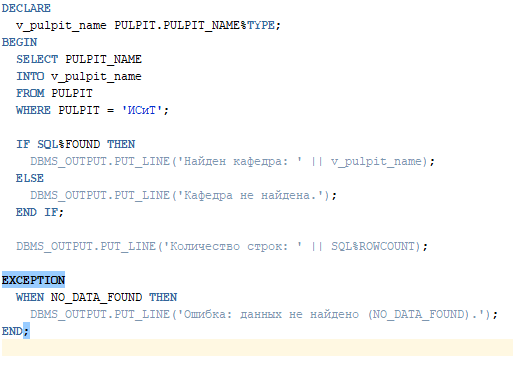 DECLARE
  v_pulpit_name PULPIT.PULPIT_NAME%TYPE;
BEGIN
  SELECT PULPIT_NAME
  INTO v_pulpit_name
  FROM PULPIT
  WHERE PULPIT = 'ИСиТ';
  IF SQL%FOUND THEN
    DBMS_OUTPUT.PUT_LINE('Найден кафедра: ' || v_pulpit_name);
  ELSE
    DBMS_OUTPUT.PUT_LINE('Кафедра не найдена.');
  END IF;
  DBMS_OUTPUT.PUT_LINE('Количество строк: ' || SQL%ROWCOUNT);
EXCEPTION
  WHEN NO_DATA_FOUND THEN
    DBMS_OUTPUT.PUT_LINE('Ошибка: данных не найдено (NO_DATA_FOUND).');
END;